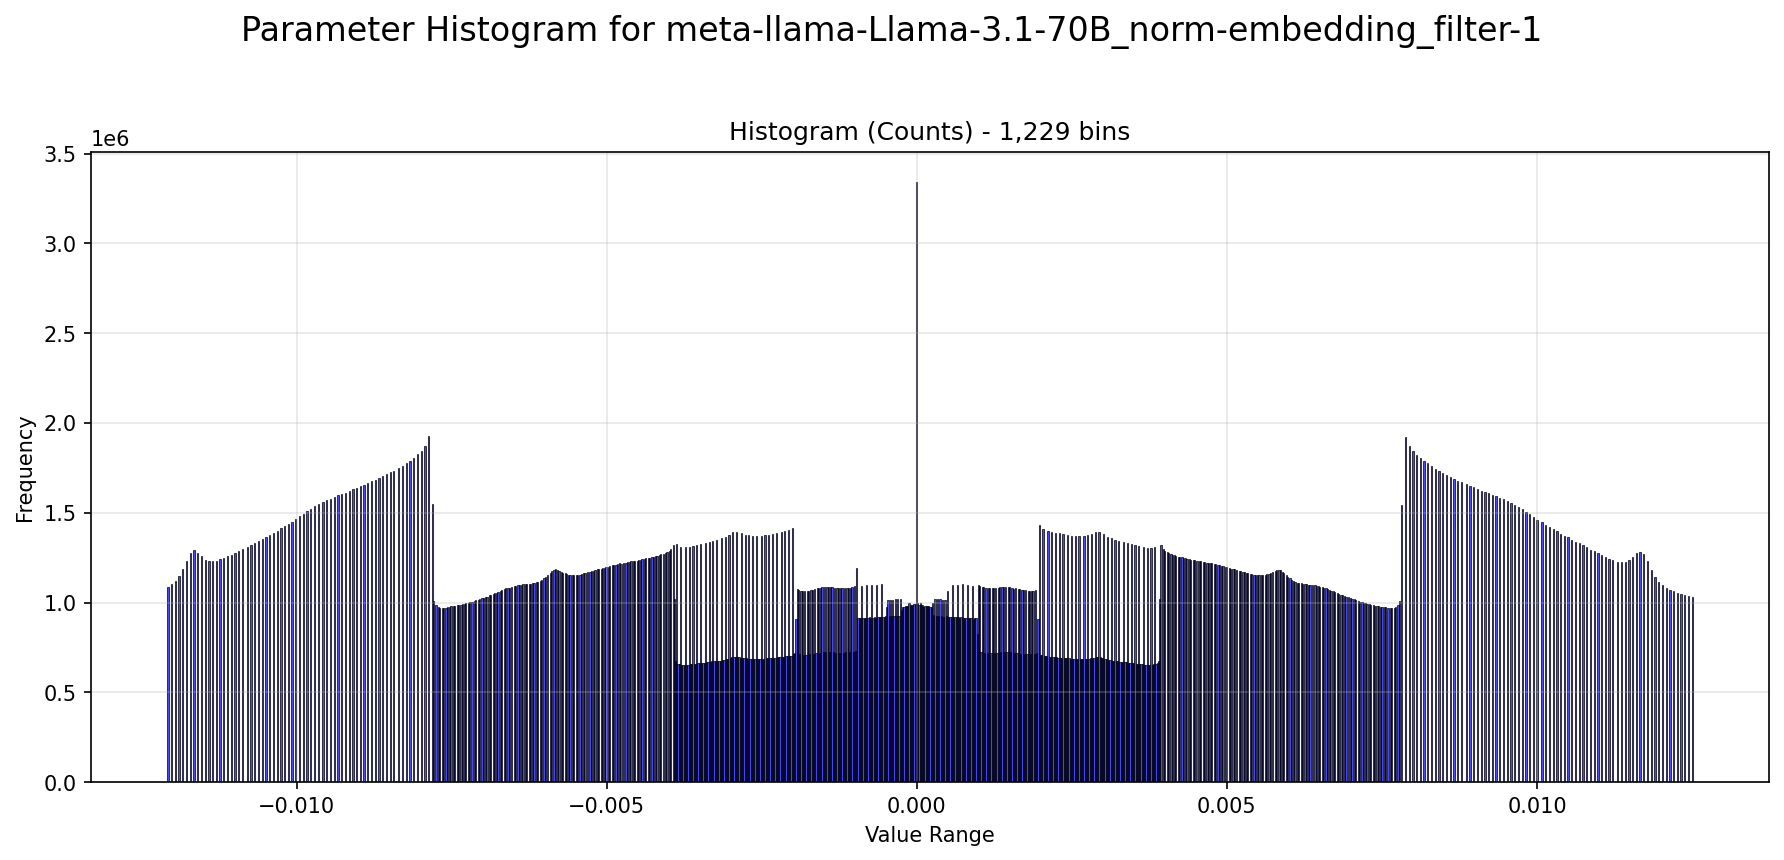 Parameter Histogram for meta-llama-Llama-3.1-70B_norm-embedding_filter-1
Histogram (Counts) - 1,229 bins
1e6
3.5
3.0
2.5
2.0
1.5
1.0
0.5
0.0
Frequency
−0.010 −0.005 0.000 0.005 0.010
Value Range